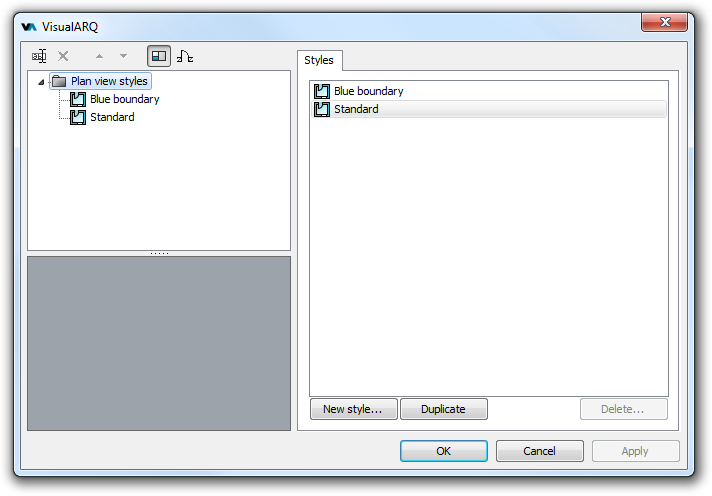 VisualARQ
Styles
Plan view styles
Blue boundary
Standard
Blue boundary
Standard
New style...
Duplicate
Delete...
OK
Cancel
Apply